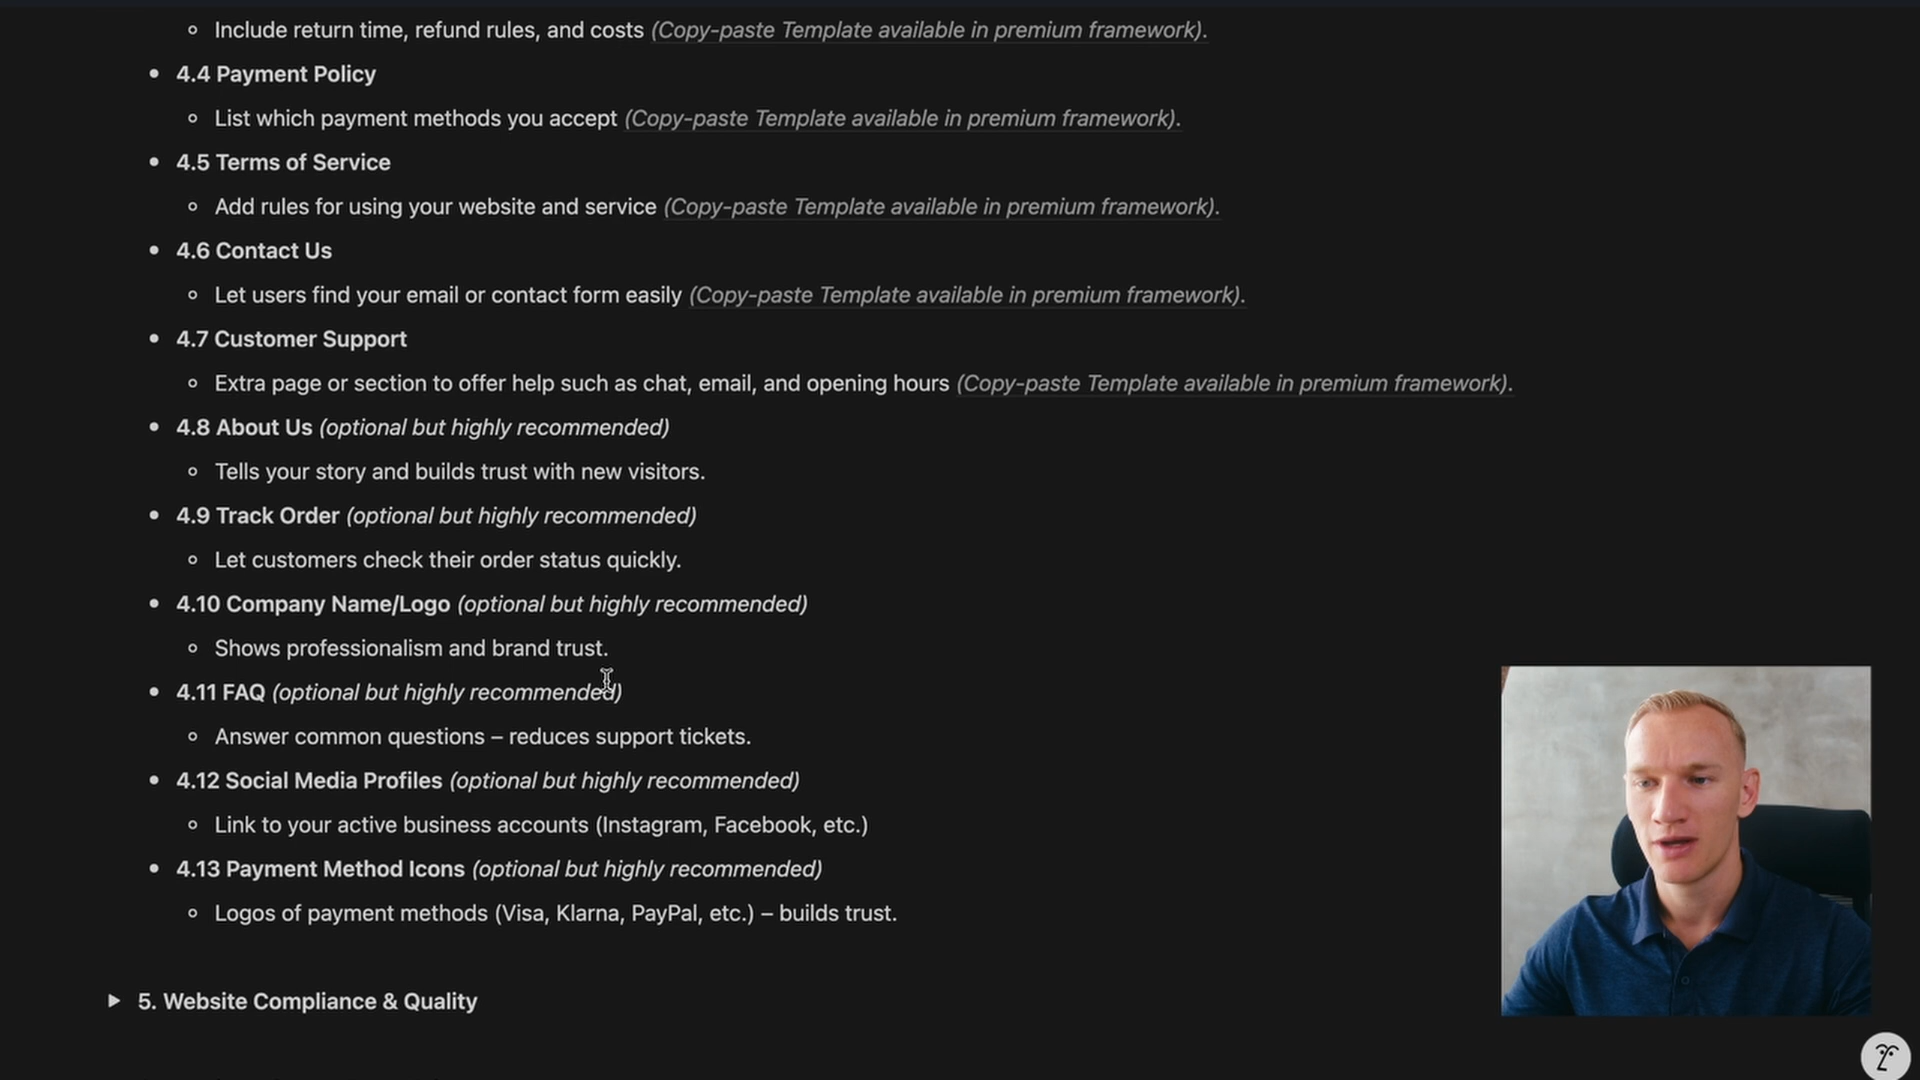 Include return time, refund rules, and costs (Copy-paste Template available in premium framework).
4.4 Payment Policy
List which payment methods you accept (Copy-paste Template available in premium framework).
4.5 Terms of Service
Add rules for using your website and service (Copy-paste Template available in premium framework).
4.6 Contact Us
Let users find your email or contact form easily (Copy-paste Template available in premium framework).
4.7 Customer Support
Extra page or section to offer help such as chat, email, and opening hours (Copy-paste Template available in premium framework).
4.8 About Us (optional but highly recommended)
Tells your story and builds trust with new visitors.
4.9 Track Order (optional but highly recommended)
Let customers check their order status quickly.
4.10 Company Name/Logo (optional but highly recommended)
Shows professionalism and brand trust.
4.11 FAQ (optional but highly recommended)
Answer common questions – reduces support tickets.
4.12 Social Media Profiles (optional but highly recommended)
Link to your active business accounts (Instagram, Facebook, etc.)
4.13 Payment Method Icons (optional but highly recommended)
Logos of payment methods (Visa, Klarna, PayPal, etc.) – builds trust.
5. Website Compliance & Quality